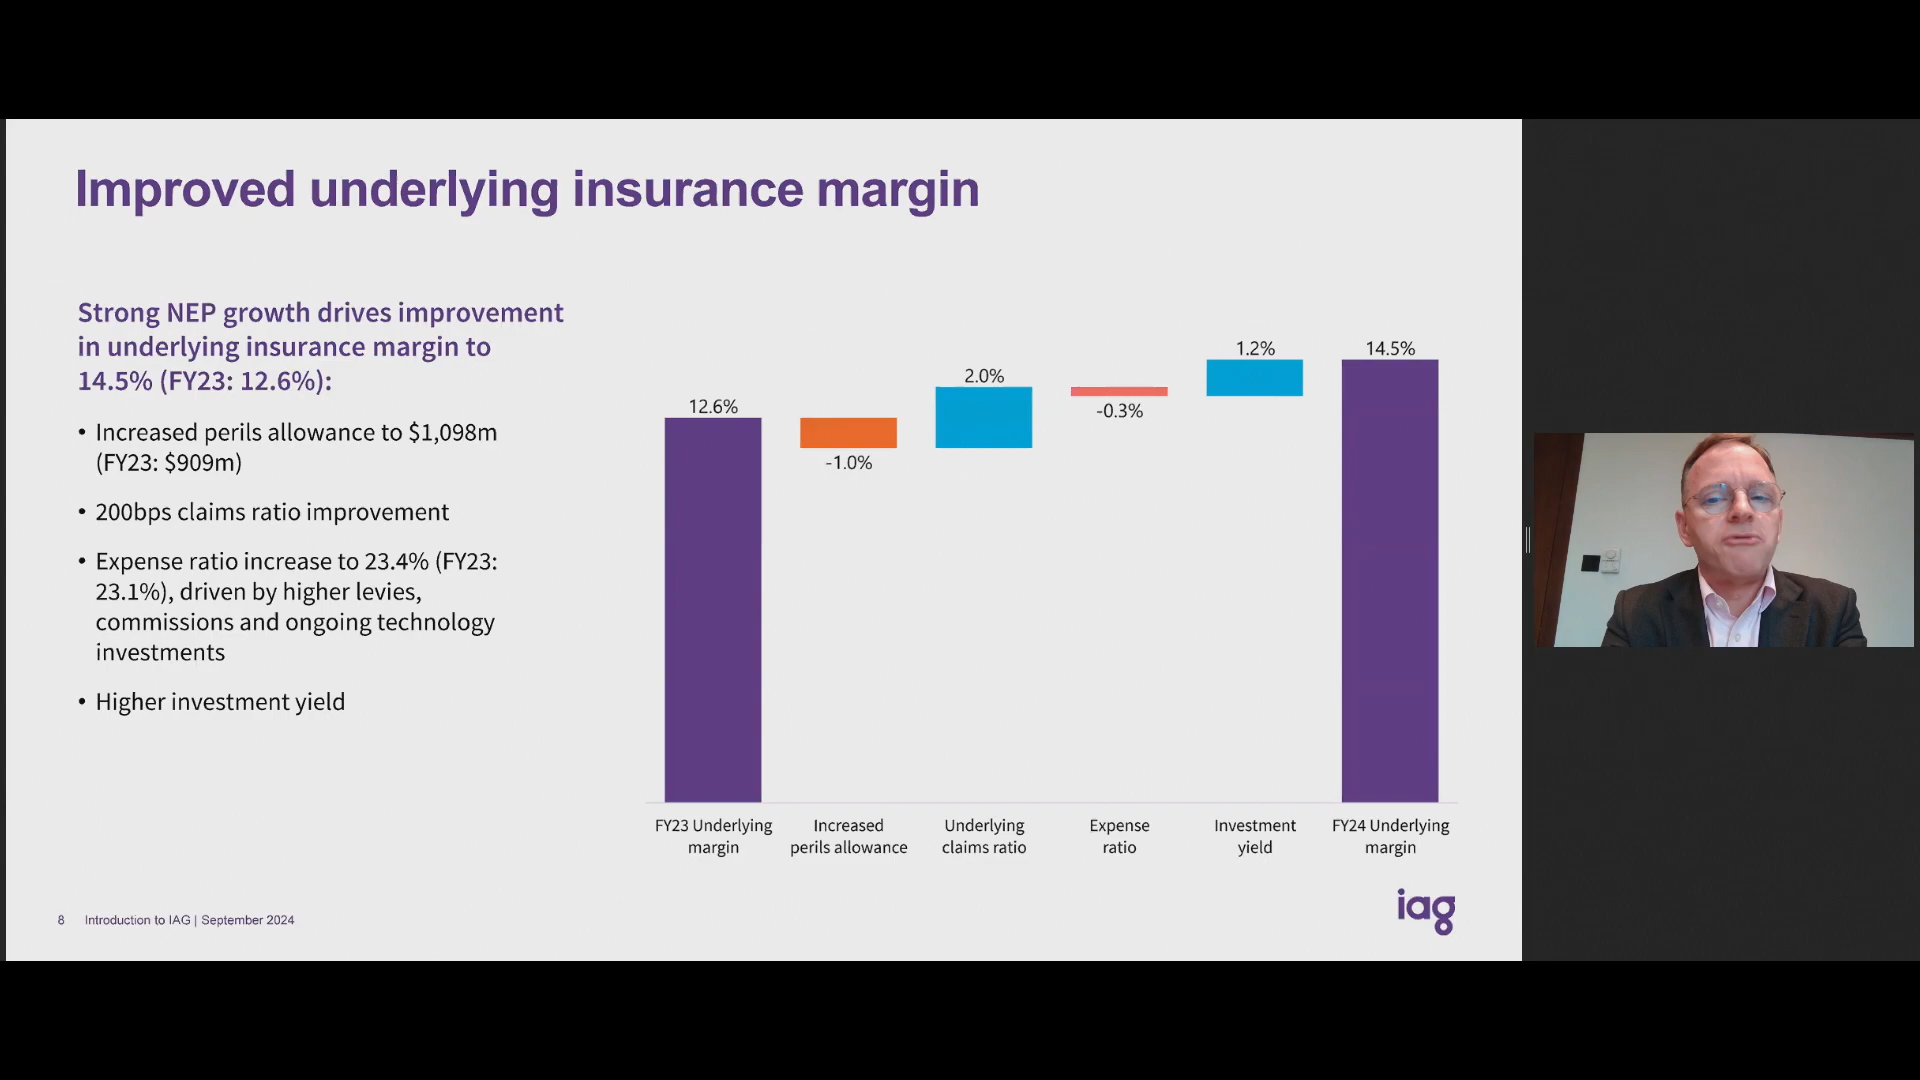 Improved underlying insurance margin
Strong NEP growth drives improvement
in underlying insurance margin to
14.5% (FY23: 12.6%):
• Increased perils allowance to $1,098m
(FY23: $909m)
• 200bps claims ratio improvement
• Expense ratio increase to 23.4% (FY23:
23.1%), driven by higher levies,
commissions and ongoing technology
investments
• Higher investment yield
12.6%
-1.0%
2.0%
-0.3%
1.2%
14.5%
FY23 Underlying
margin
Increased
perils allowance
Underlying
claims ratio
Expense
ratio
Investment
yield
FY24 Underlying
margin
8 Introduction to IAG | September 2024
iag